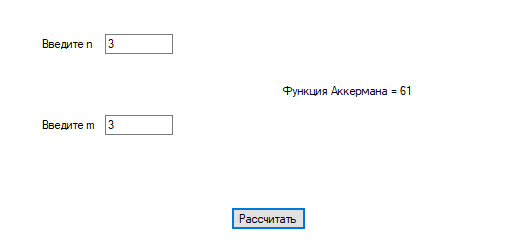 Введите n 3
Функция Аккермана = 61
Введите m 3
Рассчитать